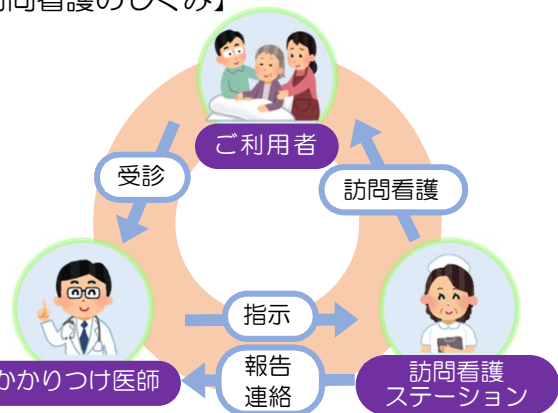 問看護のしくみ】
ご利用者
受診
訪問看護
指示
かかりつけ医師
報告
連絡
訪問看護
ステーション